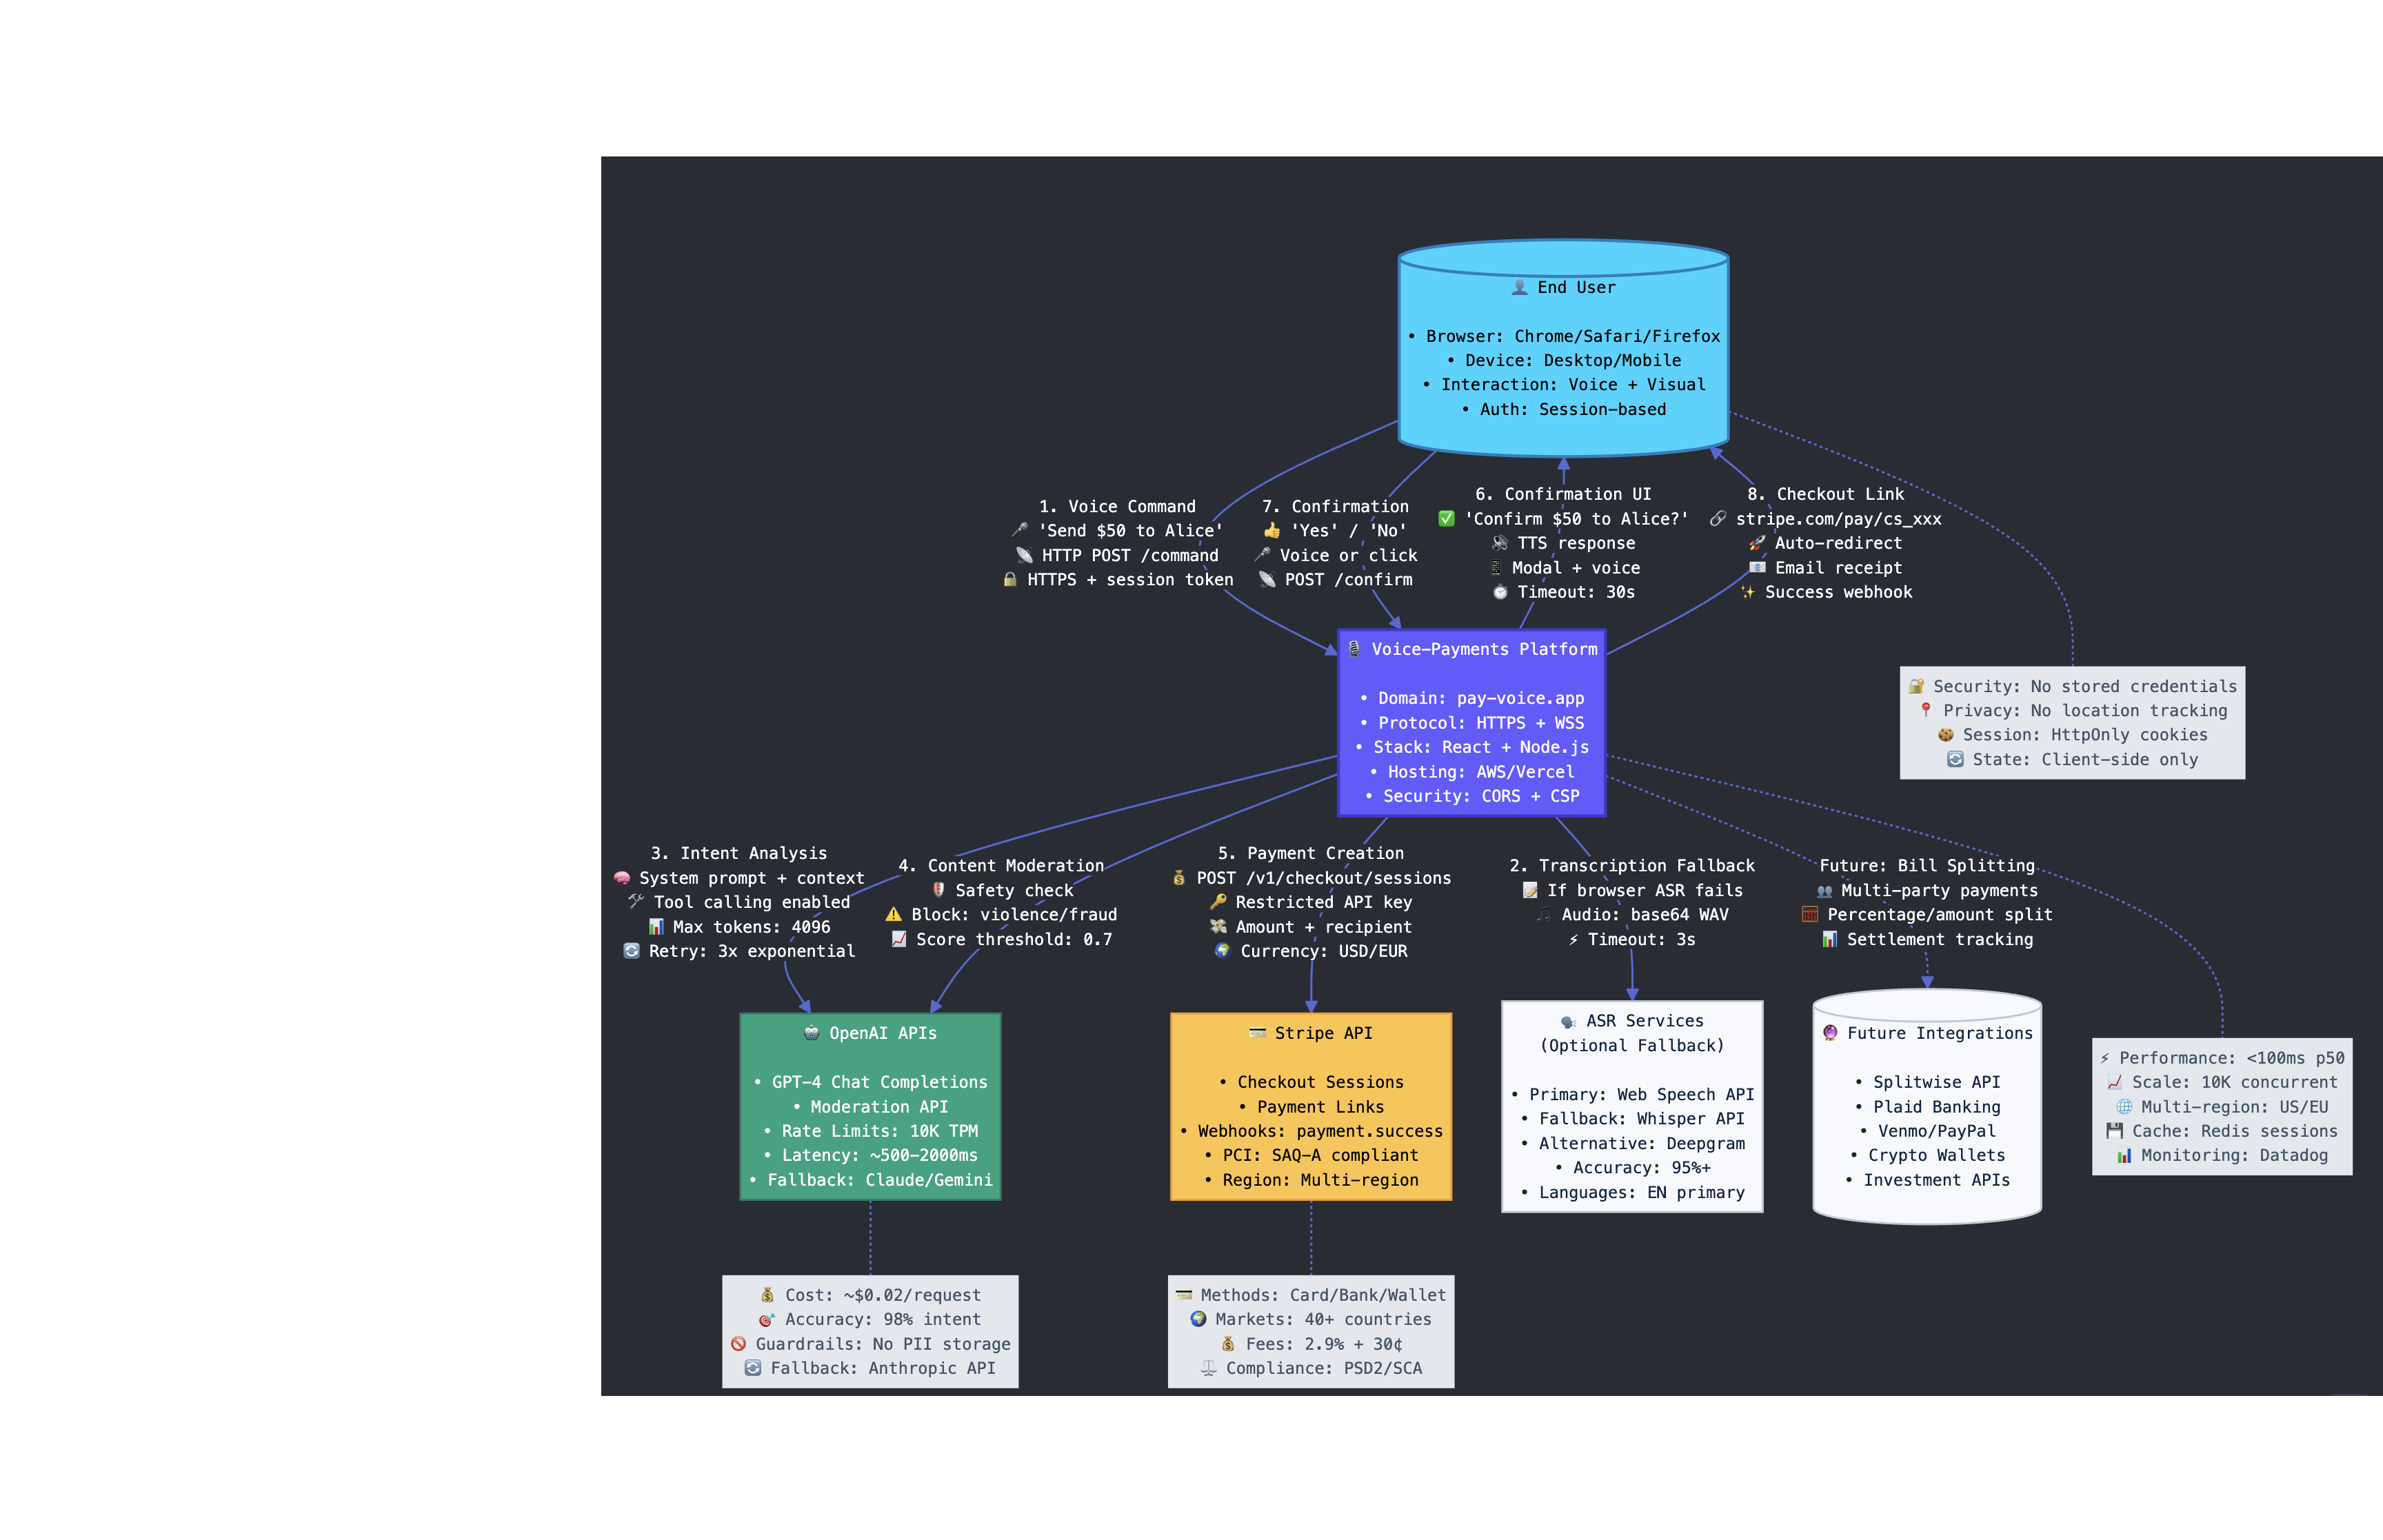 👤 End User
• Browser: Chrome/Safari/Firefox
• Device: Desktop/Mobile
• Interaction: Voice + Visual
• Auth: Session-based
1. Voice Command
🎤 'Send $50 to Alice'
📡 HTTP POST /command
🔒 HTTPS + session token
7. Confirmation
👍 'Yes' / 'No'
🎤 Voice or click
📡 POST /confirm
6. Confirmation UI
✅ 'Confirm $50 to Alice?'
🔊 TTS response
📱 Modal + voice
⏱️ Timeout: 30s
8. Checkout Link
🔗 stripe.com/pay/cs_xxx
🚀 Auto-redirect
📧 Email receipt
✨ Success webhook
🎙️ Voice-Payments Platform
• Domain: pay-voice.app
• Protocol: HTTPS + WSS
• Stack: React + Node.js
• Hosting: AWS/Vercel
• Security: CORS + CSP
🔐 Security: No stored credentials
📍 Privacy: No location tracking
🍪 Session: HttpOnly cookies
🔄 State: Client-side only
3. Intent Analysis
🧠 System prompt + context
🛠️ Tool calling enabled
📊 Max tokens: 4096
🔄 Retry: 3x exponential
4. Content Moderation
🛡️ Safety check
⚠️ Block: violence/fraud
📈 Score threshold: 0.7
5. Payment Creation
💰 POST /v1/checkout/sessions
🔑 Restricted API key
💸 Amount + recipient
🌍 Currency: USD/EUR
2. Transcription Fallback
📝 If browser ASR fails
🎵 Audio: base64 WAV
⚡ Timeout: 3s
Future: Bill Splitting
👥 Multi-party payments
🧮 Percentage/amount split
📊 Settlement tracking
🤖 OpenAI APIs
• GPT-4 Chat Completions
• Moderation API
• Rate Limits: 10K TPM
• Latency: ~500-2000ms
• Fallback: Claude/Gemini
💳 Stripe API
• Checkout Sessions
• Payment Links
• Webhooks: payment.success
• PCI: SAQ-A compliant
• Region: Multi-region
🗣️ ASR Services
(Optional Fallback)
• Primary: Web Speech API
• Fallback: Whisper API
• Alternative: Deepgram
• Accuracy: 95%+
• Languages: EN primary
🔮 Future Integrations
• Splitwise API
• Plaid Banking
• Venmo/PayPal
• Crypto Wallets
• Investment APIs
⚡ Performance: <100ms p50
📈 Scale: 10K concurrent
🌐 Multi-region: US/EU
💾 Cache: Redis sessions
📊 Monitoring: Datadog
💰 Cost: ~$0.02/request
🎯 Accuracy: 98% intent
🚫 Guardrails: No PII storage
🔄 Fallback: Anthropic API
💳 Methods: Card/Bank/Wallet
🌍 Markets: 40+ countries
💰 Fees: 2.9% + 30¢
⚖️ Compliance: PSD2/SCA